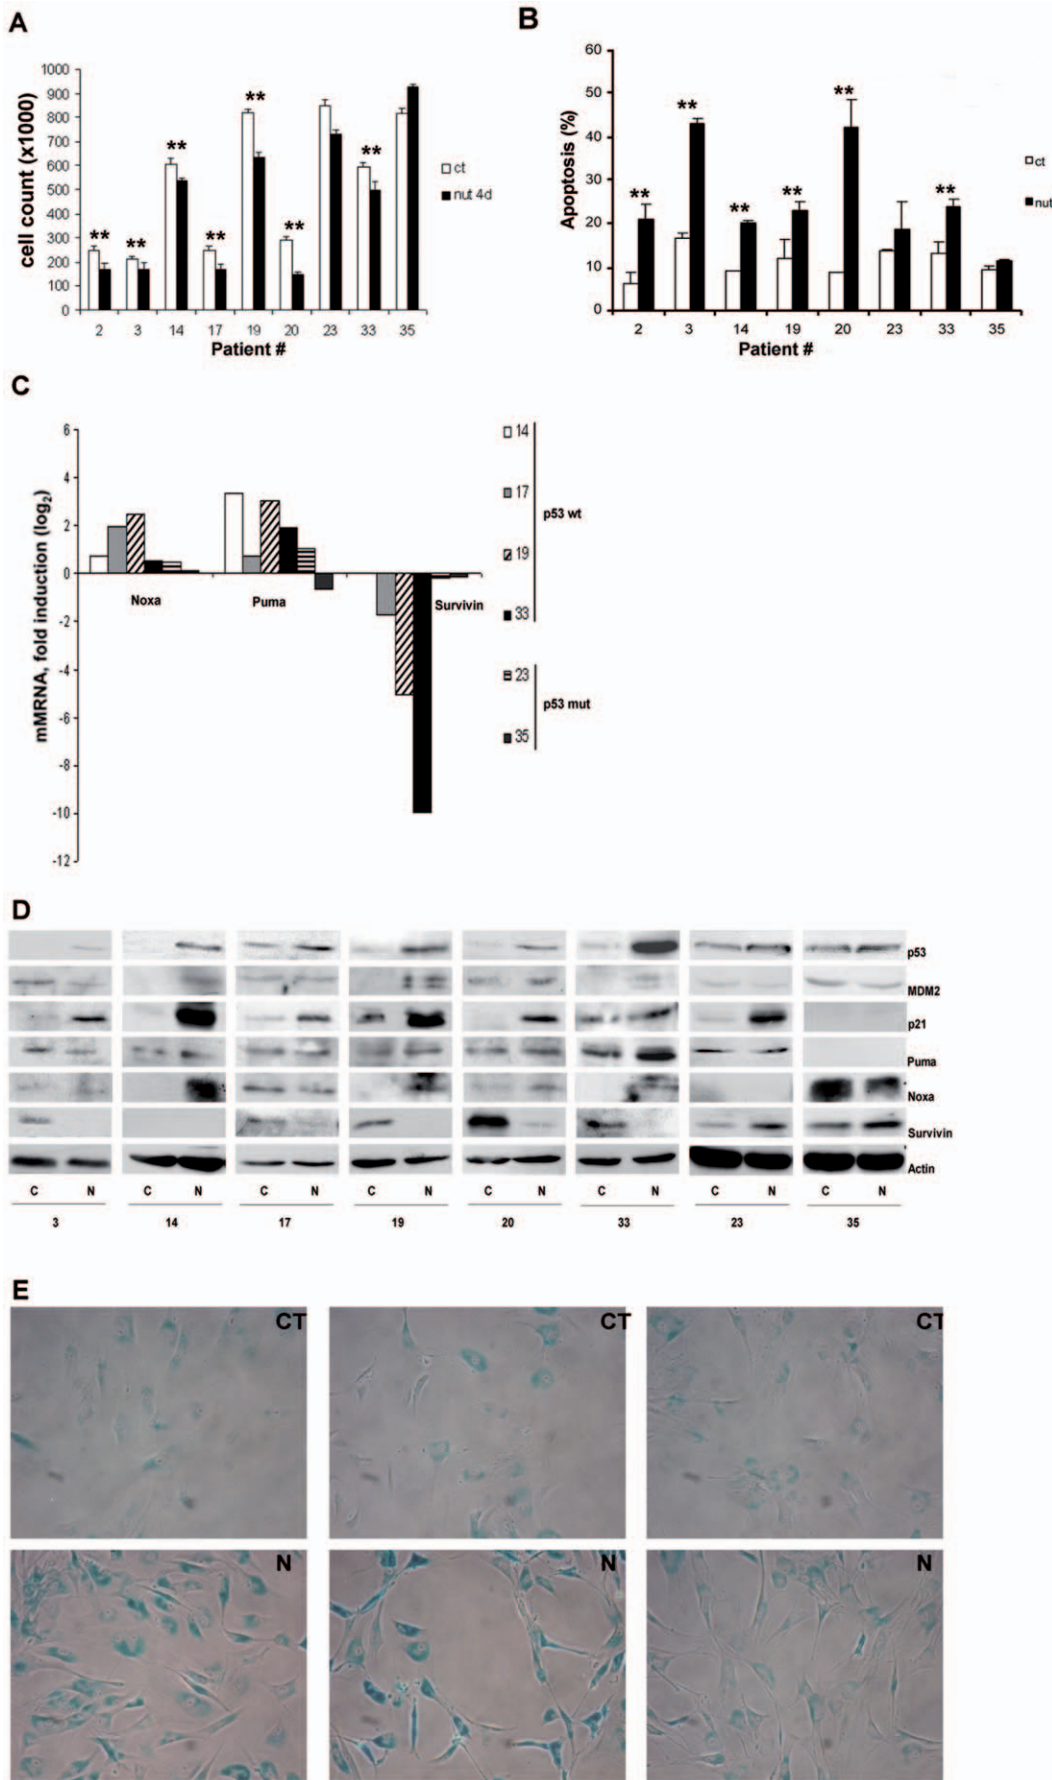 A
cell count (x1000)
1000
900
800
700
600
500
400
300
200
100
0
**
**
**
**
**
**
**
2
3
14
17
19
20
23
33
35
Patient #
ct
nut 4d
B
Apoptosis (%)
60
50
40
30
20
10
0
**
**
**
**
**
**
2
3
14
19
20
23
33
35
Patient #
ct
nut
C
mMRNA, fold induction (log2)
6
4
2
0
-2
-4
-6
-8
-10
-12
Noxa
Puma
Survivin
14
17
19
33
p53 wt
23
35
p53 mut
D
p53
MDM2
p21
Puma
Noxa
Survivin
Actin
C N C N C N C N C N C N C N C N
3 14 17 19 20 33 23 35
E
CT CT CT
N N N